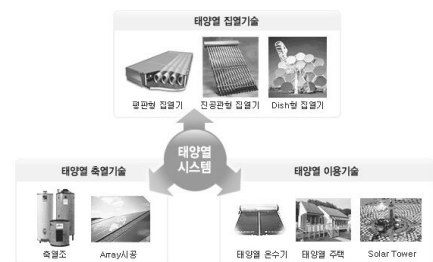 태양열 집열기술
평판형 집열기
진공관형 집열기
Dish형 집열기
태양열
시스템
태양열 축열기술
태양열 이용기술
축열조
Array시공
태양열 온수기
태양열 주택
Solar Tower